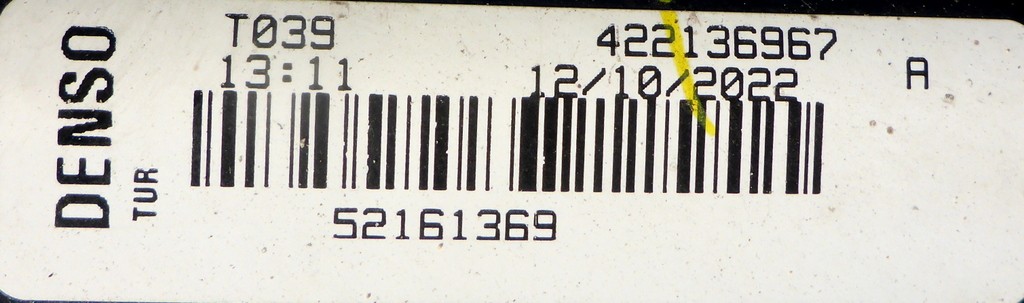 DENSO
TUR
T039 422136967
13:11 12/10/2022 A
52161369